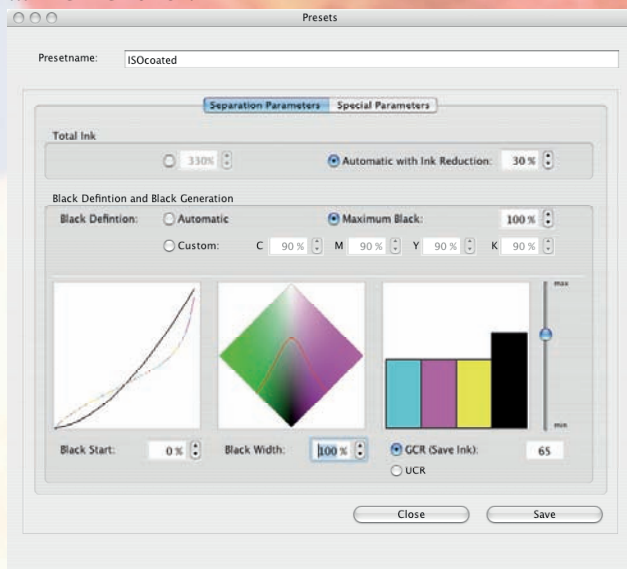 Presets
Presetname: ISOcoated
Separation Parameters Special Parameters
Total Ink
330% Automatic with Ink Reduction: 30 %
Black Defintion and Black Generation
Black Defintion: Automatic Maximum Black: 100 %
Custom: C 90 % M 90 % Y 90 % K 90 %
max
min
Black Start: 0 % Black Width: 100 % GCR (Save Ink): 65
UCR
Close Save